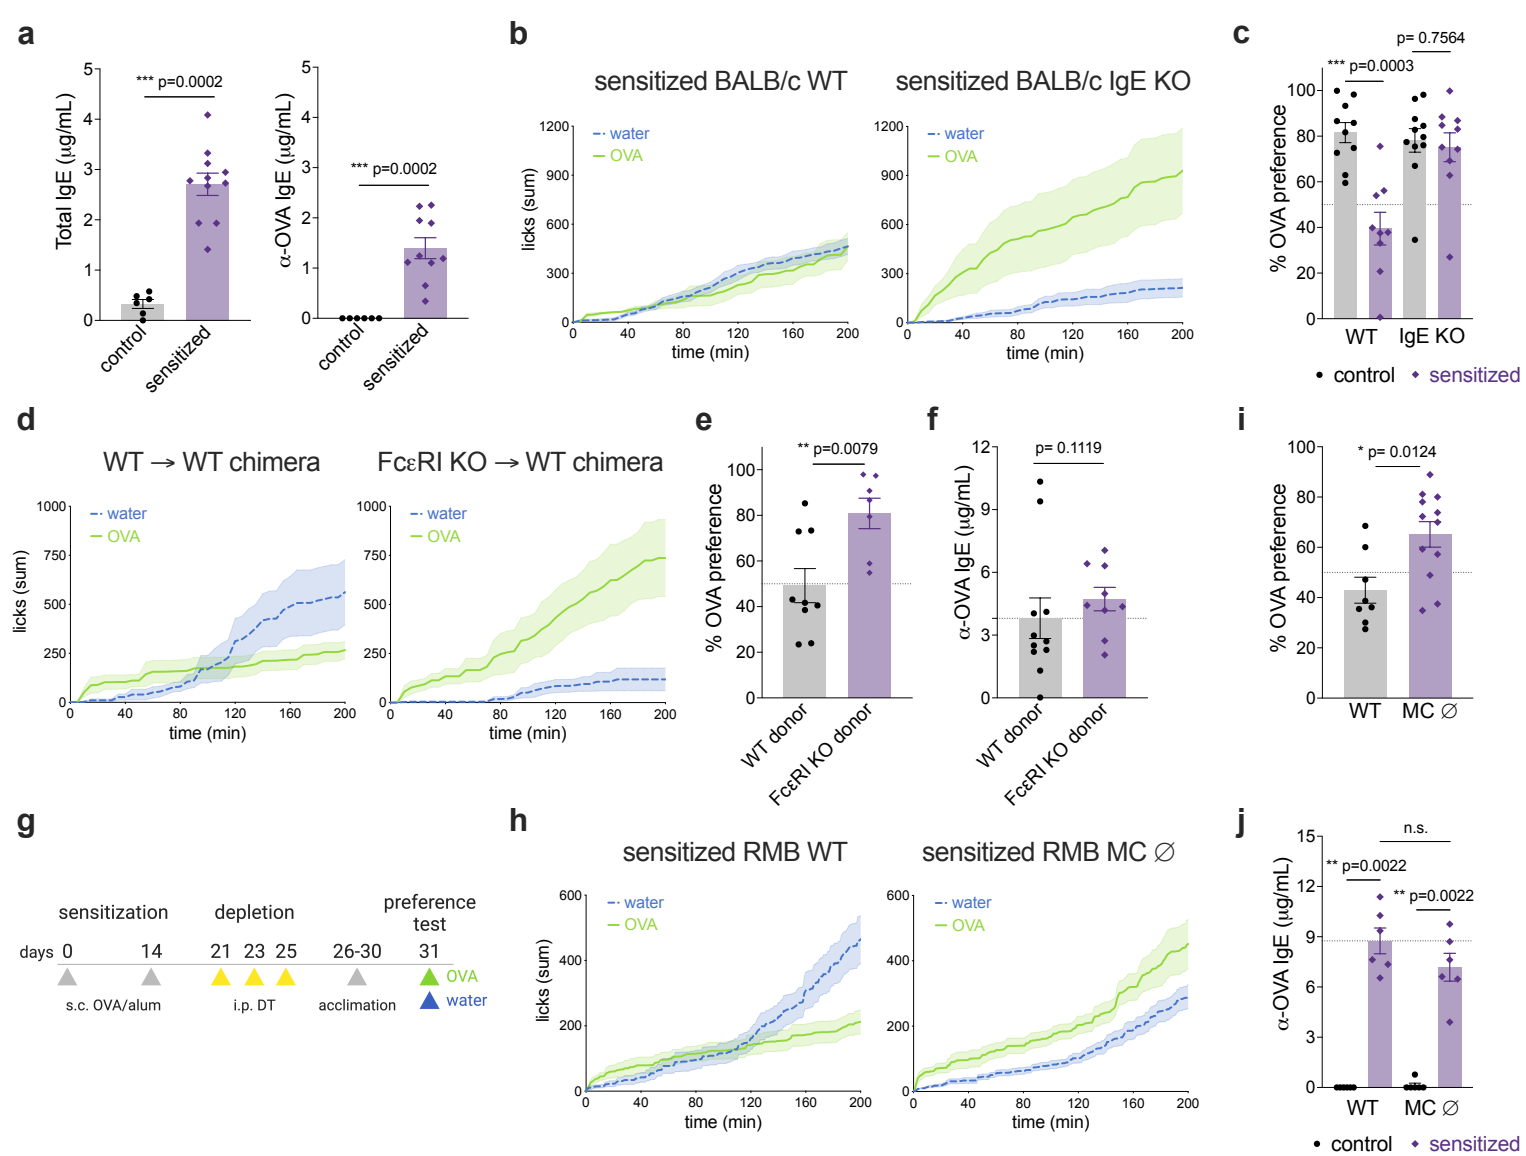 a
Total IgE (μg/mL)
5
4
3
2
1
0
*** p=0.0002
control
sensitized
α-OVA IgE (μg/mL)
5
4
3
2
1
0
*** p=0.0002
control
sensitized
b
sensitized BALB/c WT
water
OVA
licks (sum)
1200
900
600
300
0
0 40 80 120 160 200
time (min)
sensitized BALB/c IgE KO
water
OVA
1200
900
600
300
0
0 40 80 120 160 200
time (min)
c
p= 0.7564
*** p=0.0003
% OVA preference
100
80
60
40
20
0
WT IgE KO
control sensitized
d
WT → WT chimera
water
OVA
licks (sum)
1000
750
500
250
0
0 40 80 120 160 200
time (min)
FcεRI KO → WT chimera
water
OVA
1000
750
500
250
0
0 40 80 120 160 200
time (min)
e
** p=0.0079
% OVA preference
100
80
60
40
20
0
WT donor
FcεRI KO donor
f
p= 0.1119
α-OVA IgE (μg/mL)
12
9
6
3
0
WT donor
FcεRI KO donor
i
* p= 0.0124
% OVA preference
100
80
60
40
20
0
WT MC ∅
g
sensitization depletion preference
test
days 0 14 21 23 25 26-30 31
s.c. OVA/alum i.p. DT acclimation
OVA
water
h
sensitized RMB WT
water
OVA
licks (sum)
600
400
200
0
0 40 80 120 160 200
time (min)
sensitized RMB MC ∅
water
OVA
600
400
200
0
0 40 80 120 160 200
time (min)
j
n.s.
** p=0.0022
** p=0.0022
α-OVA IgE (μg/mL)
15
12
9
6
3
0
WT MC ∅
control sensitized